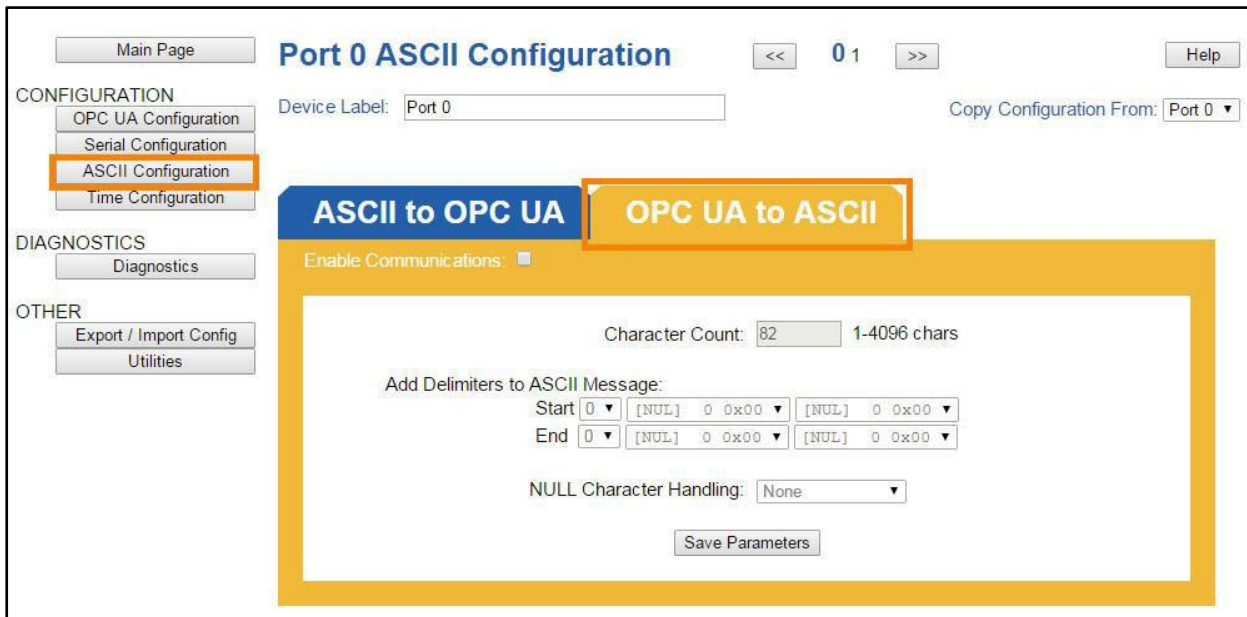 Main Page
Port 0 ASCII Configuration
<<
0 1
>>
Help
CONFIGURATION
OPC UA Configuration
Serial Configuration
ASCII Configuration
Time Configuration
Device Label: Port 0
Copy Configuration From: Port 0
DIAGNOSTICS
Diagnostics
OTHER
Export / Import Config
Utilities
ASCII to OPC UA
OPC UA to ASCII
Enable Communications:
Character Count: 82 1-4096 chars
Add Delimiters to ASCII Message:
Start 0 [NUL] 0 0x00 [NUL] 0 0x00
End 0 [NUL] 0 0x00 [NUL] 0 0x00
NULL Character Handling: None
Save Parameters